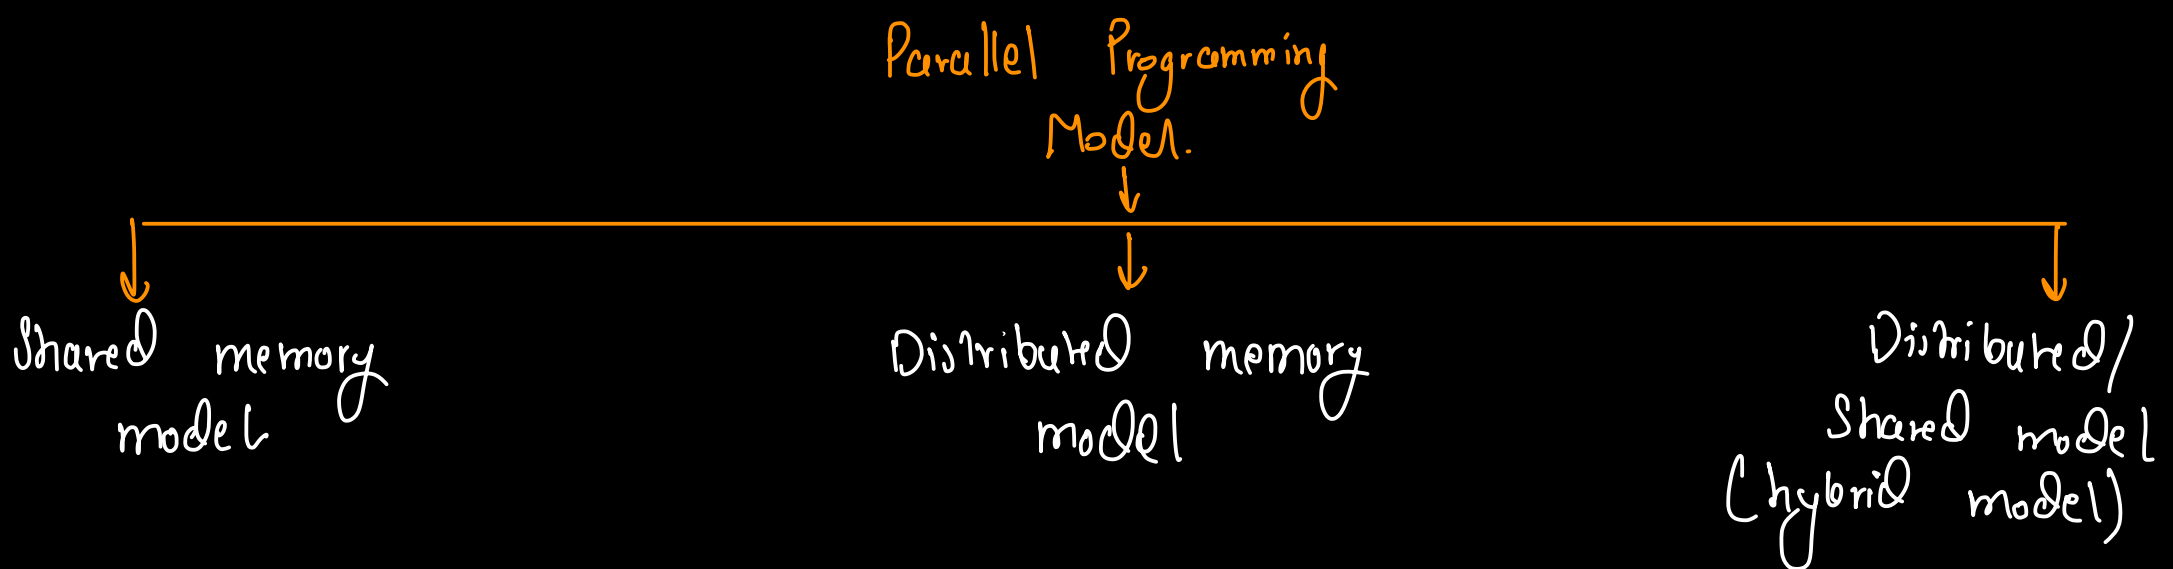 Parallel Programming
Model.
Shared memory
model
Distributed memory
model
Distributed/
Shared model
(hybrid model)